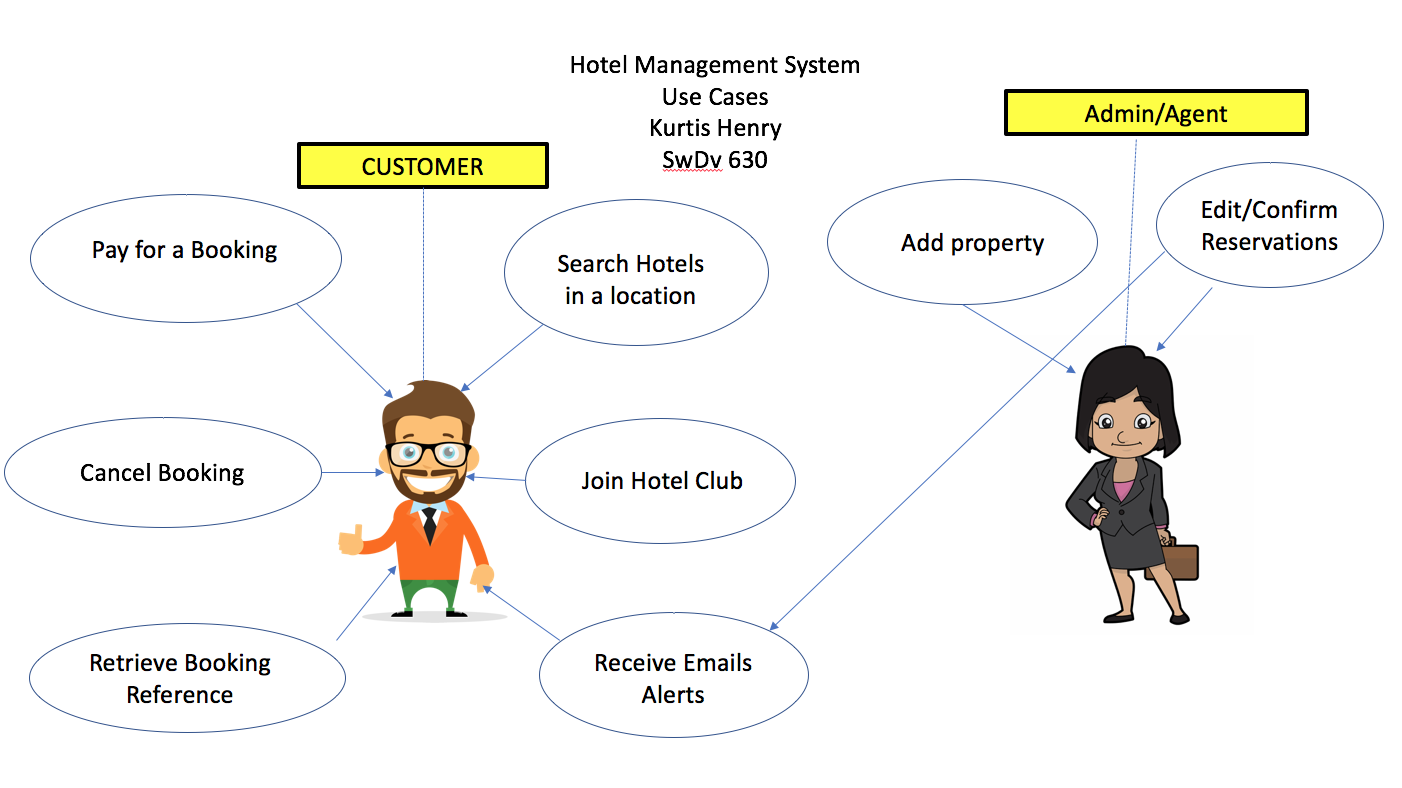 Hotel Management System
Use Cases
Kurtis Henry
SwDv 630
Admin/Agent
CUSTOMER
Pay for a Booking
Search Hotels
in a location
Add property
Edit/Confirm
Reservations
Cancel Booking
Join Hotel Club
Retrieve Booking
Reference
Receive Emails
Alerts